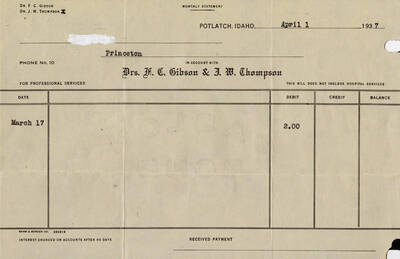 DR. F. C. GIBSON
DR. J. W. THOMPSON X
MONTHLY STATEMENT
POTLATCH, IDAHO, April 1 1937
Princeton
PHONE NO. 10
IN ACCOUNT WITH
Drs. F. C. Gibson & J. W. Thompson
FOR PROFESSIONAL SERVICES
THIS BILL DOES NOT INCLUDE HOSPITAL SERVICES
DATE DEBIT CREDIT BALANCE
March 17 2.00
INTEREST CHARGED ON ACCOUNTS AFTER 60 DAYS
RECEIVED PAYMENT